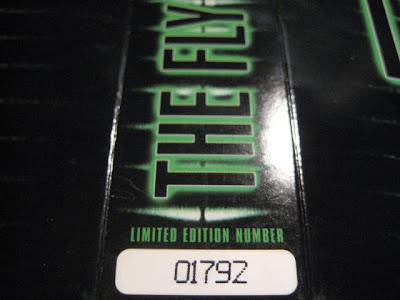 THE FLY
LIMITED EDITION NUMBER
01792